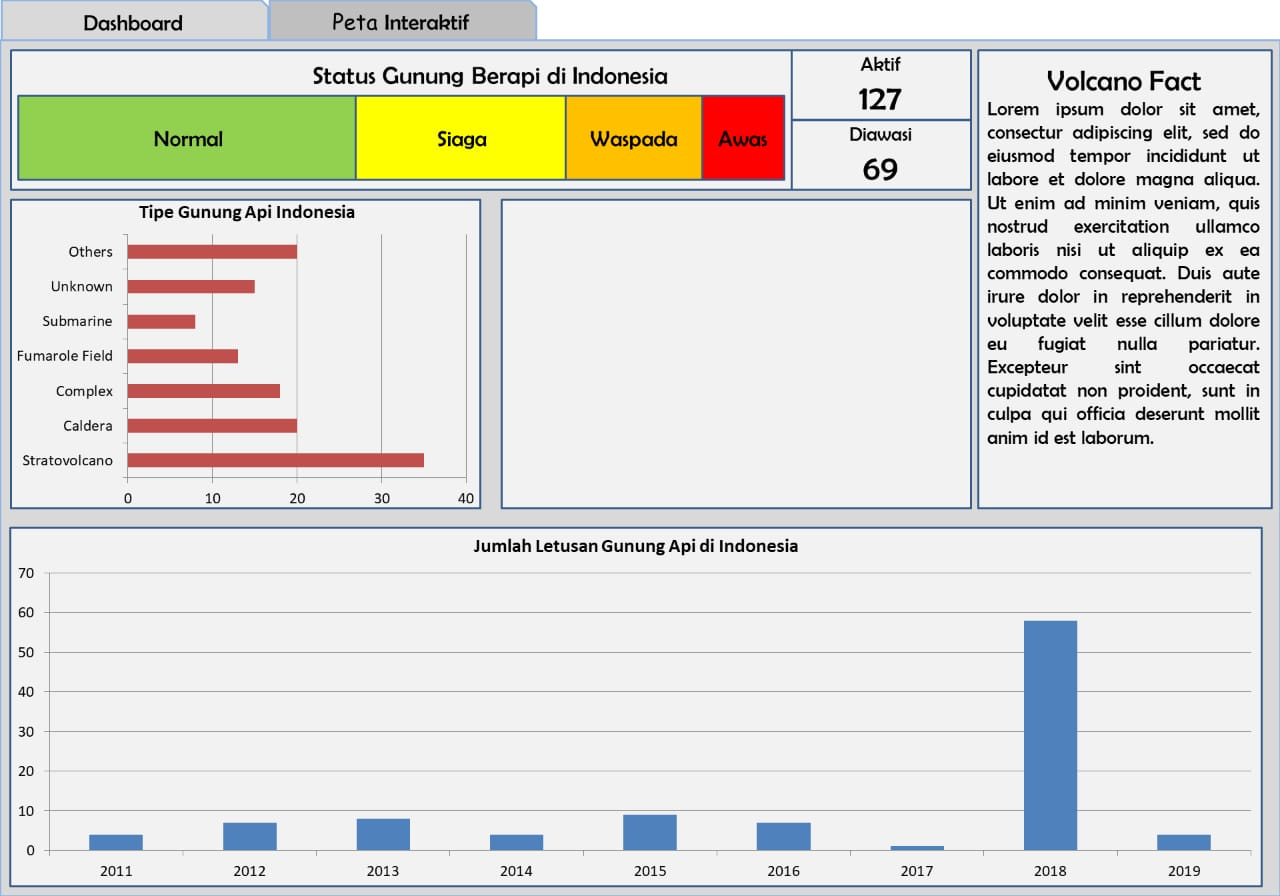 Dashboard
Peta Interaktif
Status Gunung Berapi di Indonesia
Normal
Siaga
Waspada
Awas
Aktif
127
Diawasi
69
Volcano Fact
Lorem ipsum dolor sit amet,
consectur adipiscing elit, sed do
eiusmod tempor incididunt ut
labore et dolore magna aliqua.
Ut enim ad minim veniam, quis
nostrud exercitation ullamco
laboris nisi ut aliquip ex ea
commodo consequat. Duis aute
irure dolor in reprehenderit in
voluptate velit esse cillum dolore
eu fugiat nulla pariatur.
Excepteur sint occaecat
cupidatat non proident, sunt in
culpa qui officia deserunt mollit
anim id est laborum.
Tipe Gunung Api Indonesia
Others
Unknown
Submarine
Fumarole Field
Complex
Caldera
Stratovolcano
0 10 20 30 40
Jumlah Letusan Gunung Api di Indonesia
70
60
50
40
30
20
10
0
2011 2012 2013 2014 2015 2016 2017 2018 2019